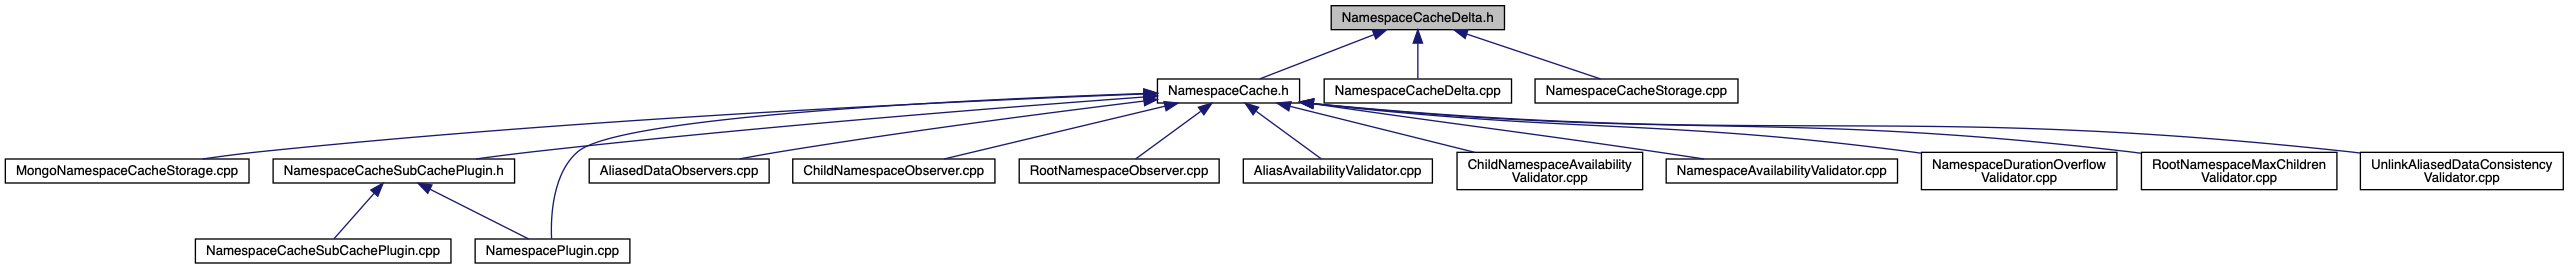 NamespaceCacheDelta.h
NamespaceCache.h
NamespaceCacheDelta.cpp
NamespaceCacheStorage.cpp
MongoNamespaceCacheStorage.cpp
NamespaceCacheSubCachePlugin.h
AliasedDataObservers.cpp
ChildNamespaceObserver.cpp
RootNamespaceObserver.cpp
AliasAvailabilityValidator.cpp
ChildNamespaceAvailability
Validator.cpp
NamespaceAvailabilityValidator.cpp
NamespaceDurationOverflow
Validator.cpp
RootNamespaceMaxChildren
Validator.cpp
UnlinkAliasedDataConsistency
Validator.cpp
NamespaceCacheSubCachePlugin.cpp
NamespacePlugin.cpp